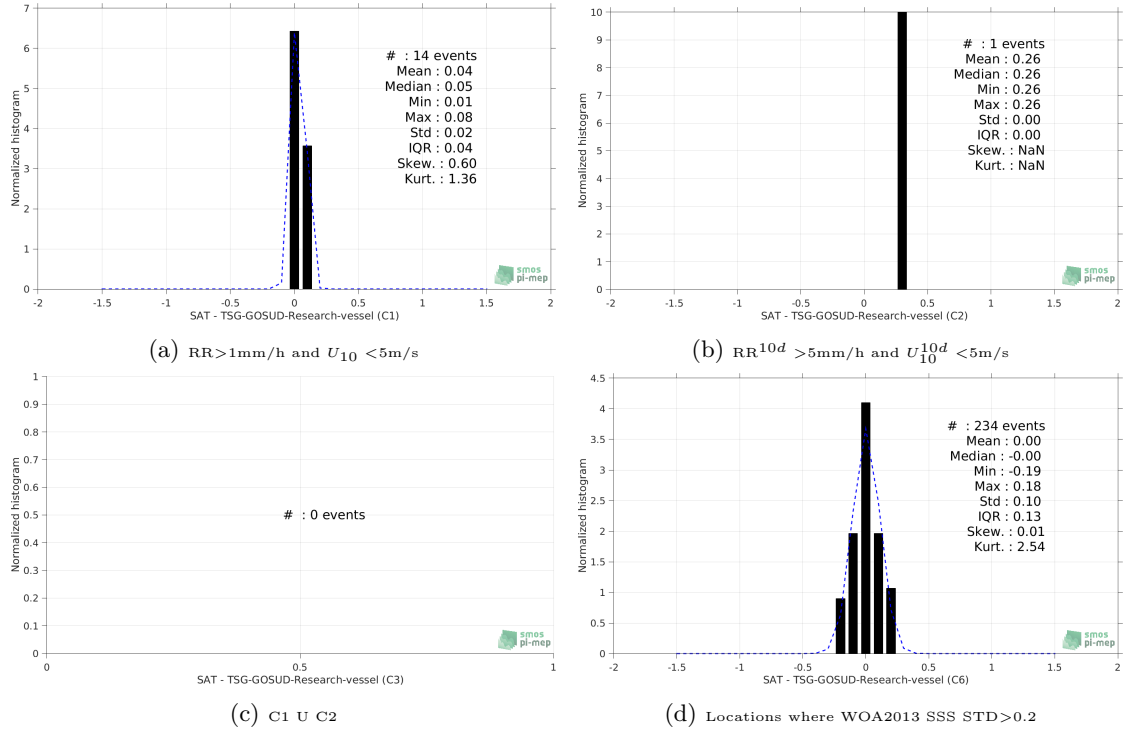 7
6
5
4
3
2
1
0
Normalized histogram
# : 14 events
Mean : 0.04
Median : 0.05
Min : 0.01
Max : 0.08
Std : 0.02
IQR : 0.04
Skew. : 0.60
Kurt. : 1.36
smos
pi-mep
-2 -1.5 -1 -0.5 0 0.5 1 1.5 2
SAT - TSG-GOSUD-Research-vessel (C1)
(a) RR>1mm/h and U10 <5m/s
10
9
8
7
6
5
4
3
2
1
0
Normalized histogram
# : 1 events
Mean : 0.26
Median : 0.26
Min : 0.26
Max : 0.26
Std : 0.00
IQR : 0.00
Skew. : NaN
Kurt. : NaN
smos
pi-mep
-2 -1.5 -1 -0.5 0 0.5 1 1.5 2
SAT - TSG-GOSUD-Research-vessel (C2)
(b) RR^10d >5mm/h and U10^10d <5m/s
1
0.9
0.8
0.7
0.6
0.5
0.4
0.3
0.2
0.1
0
Normalized histogram
# : 0 events
smos
pi-mep
0 0.5 1
SAT - TSG-GOSUD-Research-vessel (C3)
(c) C1 U C2
4.5
4
3.5
3
2.5
2
1.5
1
0.5
0
Normalized histogram
# : 234 events
Mean : 0.00
Median : -0.00
Min : -0.19
Max : 0.18
Std : 0.10
IQR : 0.13
Skew. : 0.01
Kurt. : 2.54
smos
pi-mep
-2 -1.5 -1 -0.5 0 0.5 1 1.5 2
SAT - TSG-GOSUD-Research-vessel (C6)
(d) Locations where WOA2013 SSS STD>0.2